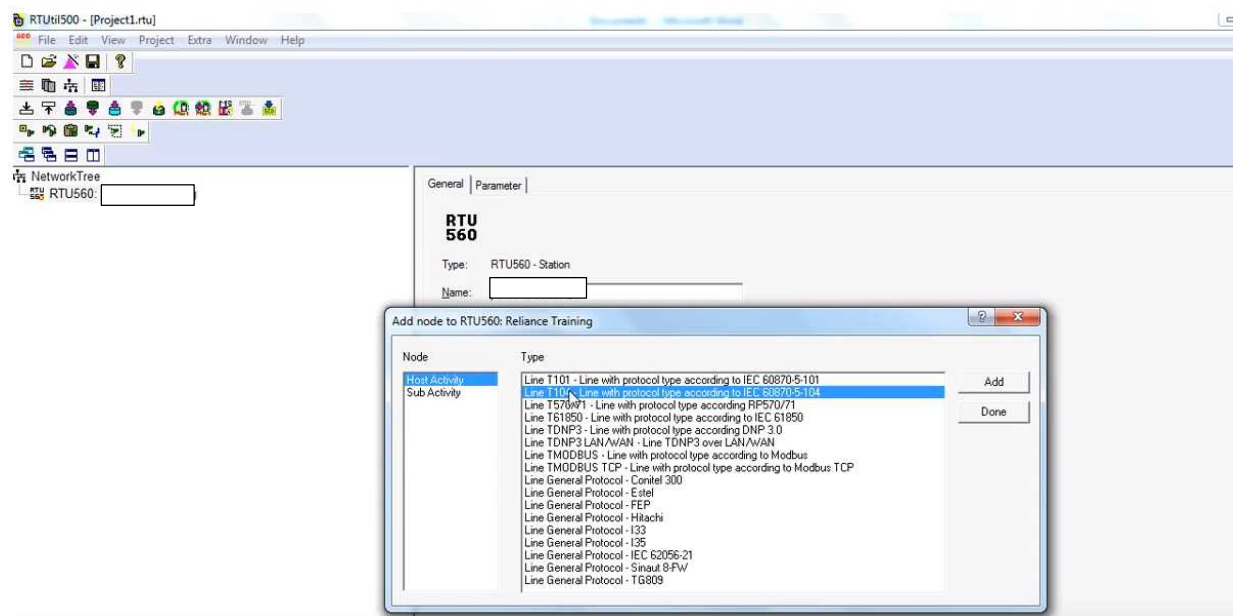 RTUtil500 - [Project1.rtu]
File Edit View Project Extra Window Help
NetworkTree
RTU560:
General Parameter
RTU
560
Type: RTU560 - Station
Name:
Add node to RTU560: Reliance Training
Node Type
Host Activity
Sub Activity
Line T101 - Line with protocol type according to IEC 60870-5-101
Line T104 - Line with protocol type according to IEC 60870-5-104
Line T570/71 - Line with protocol type according RP570/71
Line T61850 - Line with protocol type according to IEC 61850
Line TDNP3 - Line with protocol type according DNP 3.0
Line TDNP3 LAN/WAN - Line TDNP3 over LAN/WAN
Line TMODBUS - Line with protocol type according to Modbus
Line TMODBUS TCP - Line with protocol type according to Modbus TCP
Line General Protocol - Conitel 300
Line General Protocol - Estel
Line General Protocol - FEP
Line General Protocol - Hitachi
Line General Protocol - I33
Line General Protocol - I35
Line General Protocol - IEC 62056-21
Line General Protocol - Sinaut 8-FW
Line General Protocol - TG809
Add
Done